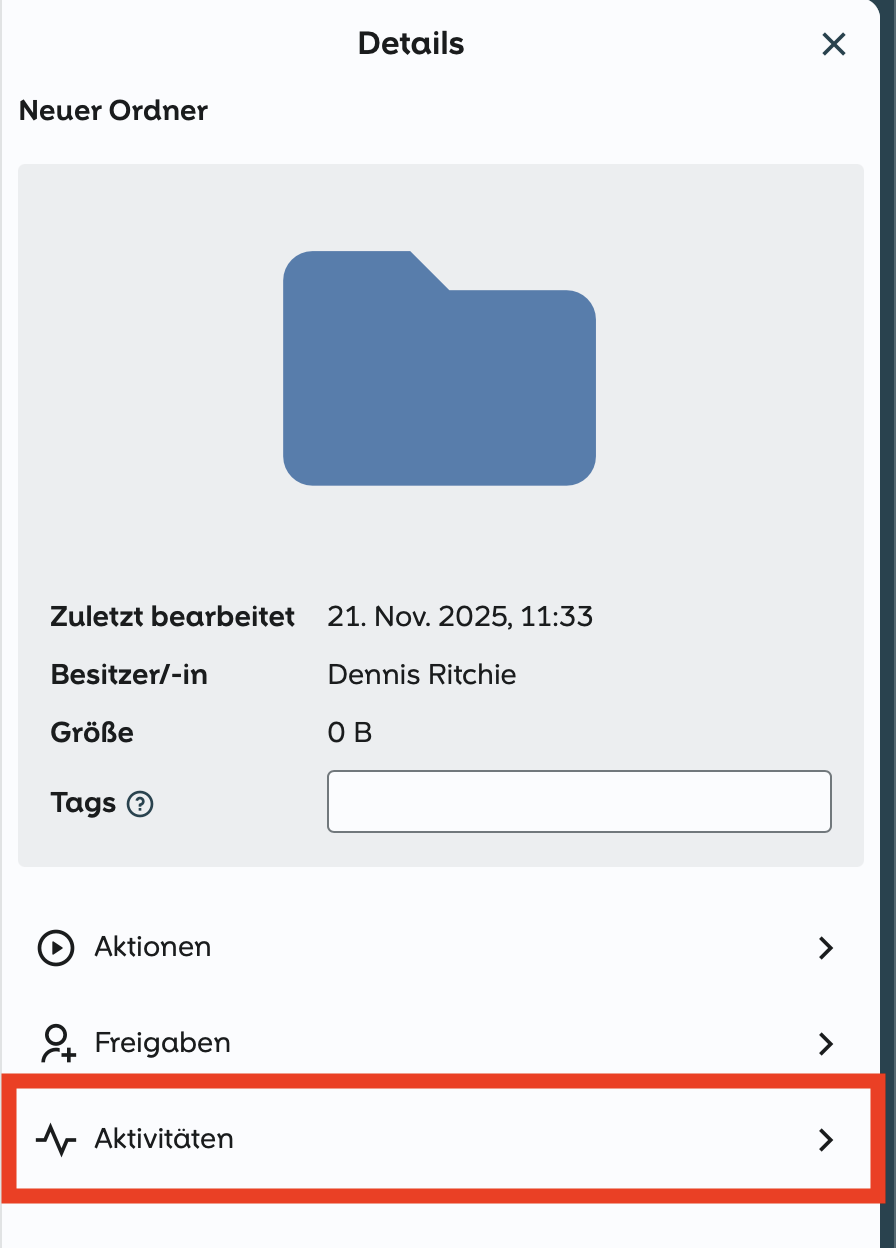 Details
Neuer Ordner
Zuletzt bearbeitet 21. Nov. 2025, 11:33
Besitzer/-in Dennis Ritchie
Größe 0 B
Tags ?
Aktionen
Freigaben
Aktivitäten